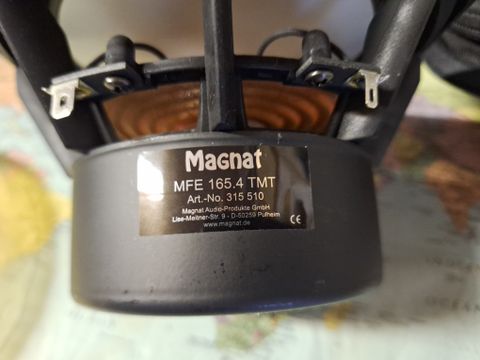 Magnat
MFE 165.4 TMT
Art.-No. 315 510
Magnat Audio-Produkte GmbH
Lise-Meitner-Str. 9 - D-50259 Pulheim
www.magnat.de
CE